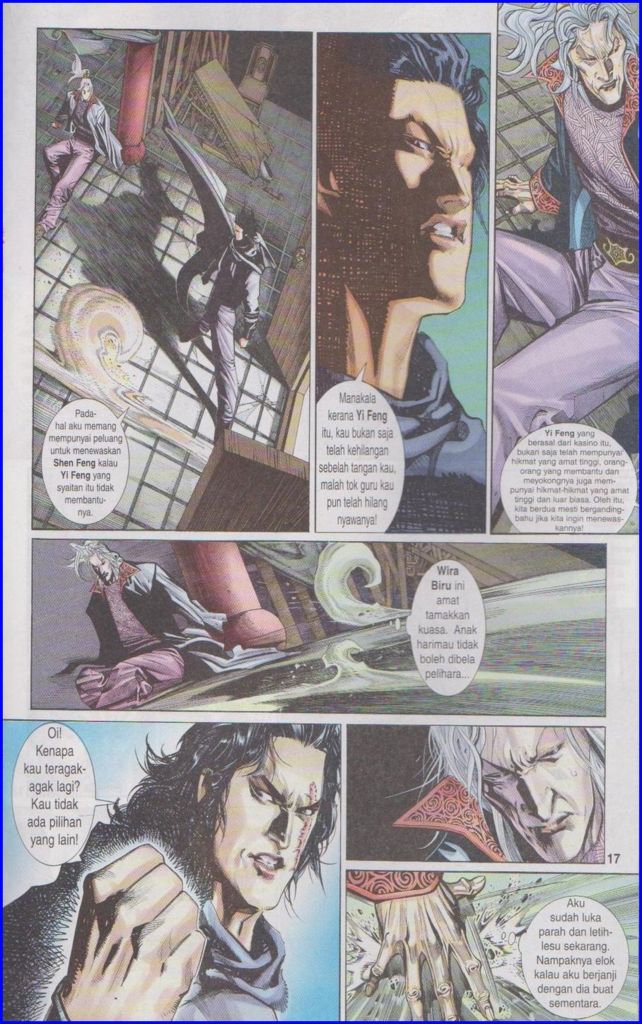 Pada-
hal aku memang
mempunyai peluang
untuk menewaskan
Shen Feng kalau
Yi Feng yang
syaitan itu tidak
membantu-
nya.
Manakala
kerana Yi Feng
itu, kau bukan saja
telah kehilangan
sebelah tangan kau,
malah tok guru kau
pun telah hilang
nyawanya!
Yi Feng yang
berasal dari kasino itu,
bukan saja telah mempunyai
hikmat yang amat tinggi, orang-
orang yang membantu dan
meyokongnya juga mem-
punyai hikmat-hikmat yang amat
tinggi dan luar biasa. Oleh itu,
kita berdua mesti berganding-
bahu jika kita ingin menewas-
kannya!
Wira
Biru ini
amat
tamakkan
kuasa. Anak
harimau tidak
boleh dibela
pelihara...
Oi!
Kenapa
kau teragak-
agak lagi?
Kau tidak
ada pilihan
yang lain!
17
Aku
sudah luka
parah dan letih-
lesu sekarang.
Nampaknya elok
kalau aku berjanji
dengan dia buat
sementara.